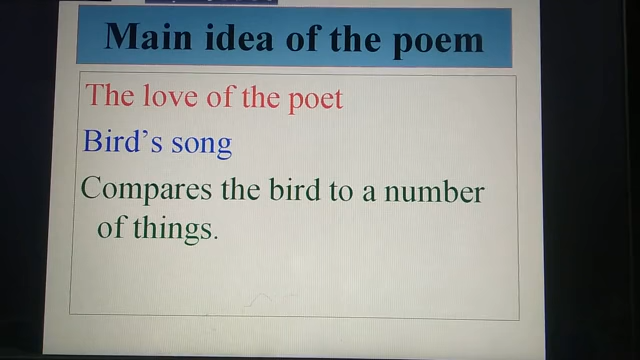 Main idea of the poem
The love of the poet
Bird's song
Compares the bird to a number
of things.